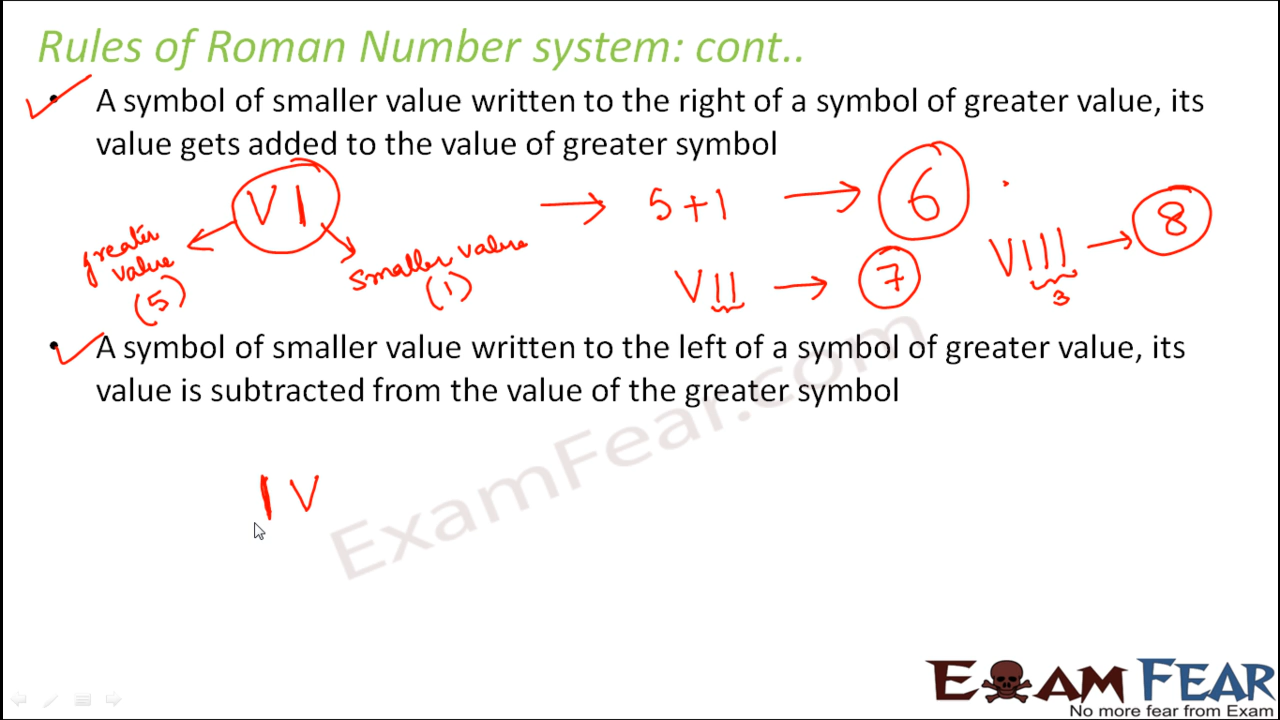 Rules of Roman Number system: cont..
• A symbol of smaller value written to the right of a symbol of greater value, its
value gets added to the value of greater symbol
VI → 5+1 → 6
greater
value
(5)
smaller value
(1)
VII → 7
VIII → 8
3
• A symbol of smaller value written to the left of a symbol of greater value, its
value is subtracted from the value of the greater symbol
IV
ExamFear.com
EXAM FEAR
No more fear from Exam